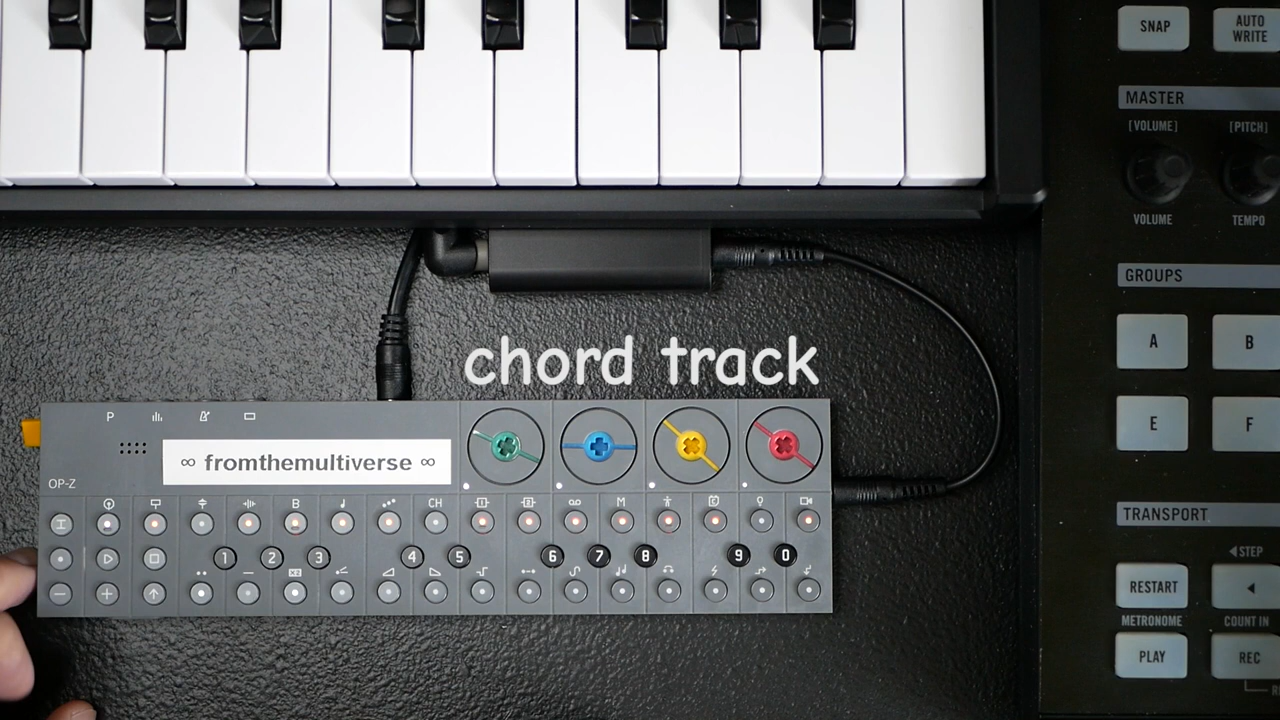 SNAP
AUTO
WRITE
MASTER
[VOLUME]
[PITCH]
VOLUME
TEMPO
GROUPS
A
B
E
F
TRANSPORT
◀STEP
RESTART
METRONOME
COUNT IN
PLAY
REC
chord track
P
∞ fromthemultiverse ∞
OP-Z
B
CH
M
1 2 3 4 5 6 7 8 9 0